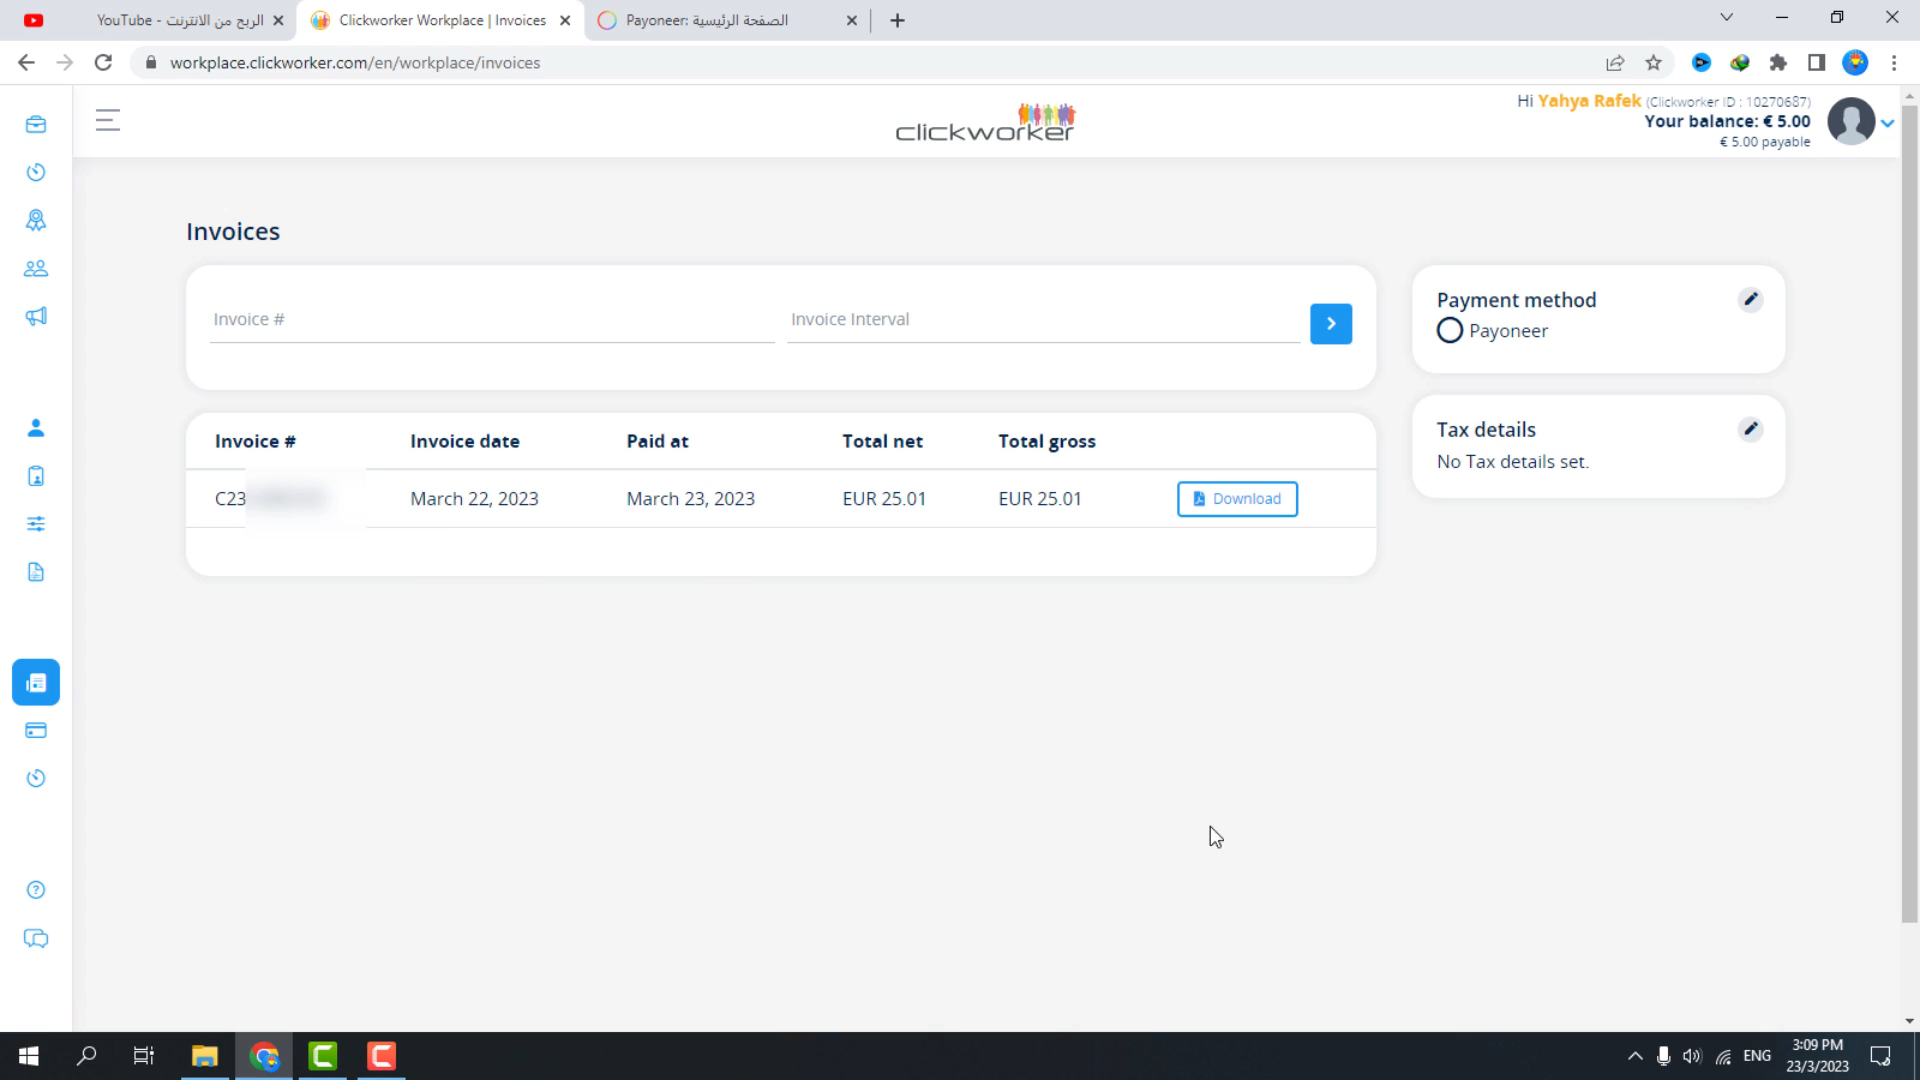 الربح من الانترنت - YouTube
Clickworker Workplace | Invoices
Payoneer: الصفحة الرئيسية
workplace.clickworker.com/en/workplace/invoices
clickworker
Hi Yahya Rafek (Clickworker ID : 10270687)
Your balance: € 5.00
€ 5.00 payable
Invoices
Invoice #
Invoice Interval
Payment method
Payoneer
Tax details
No Tax details set.
Invoice # Invoice date Paid at Total net Total gross
C23 March 22, 2023 March 23, 2023 EUR 25.01 EUR 25.01 Download
ENG
3:09 PM
23/3/2023